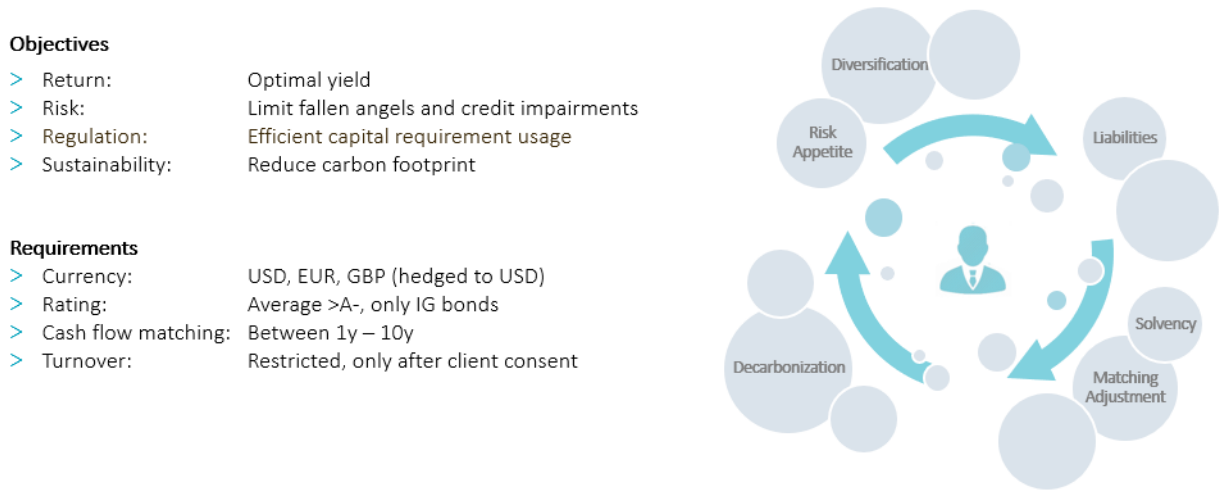 Objectives
> Return: Optimal yield
> Risk: Limit fallen angels and credit impairments
> Regulation: Efficient capital requirement usage
> Sustainability: Reduce carbon footprint
Requirements
> Currency: USD, EUR, GBP (hedged to USD)
> Rating: Average >A-, only IG bonds
> Cash flow matching: Between 1y – 10y
> Turnover: Restricted, only after client consent
Diversification
Risk
Appetite
Liabilities
Solvency
Matching
Adjustment
Decarbonization